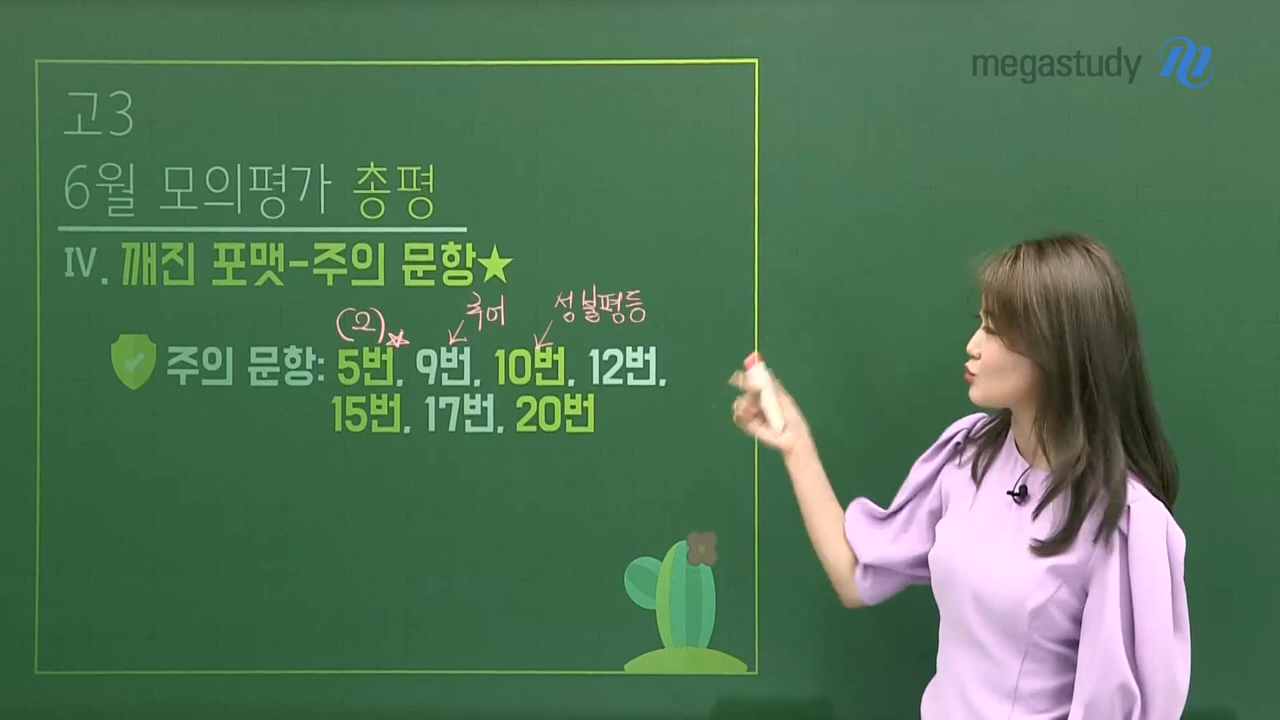 megastudy
고3
6월 모의평가 총평
Ⅳ. 깨진 포맷-주의 문항★
(2)☆ 추어 성불평등
주의 문항: 5번, 9번, 10번, 12번,
15번, 17번, 20번